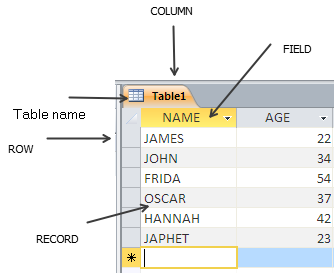 COLUMN
FIELD
Table1
Table name
NAME AGE
ROW
JAMES 22
JOHN 34
FRIDA 54
OSCAR 37
HANNAH 42
RECORD
JAPHET 23